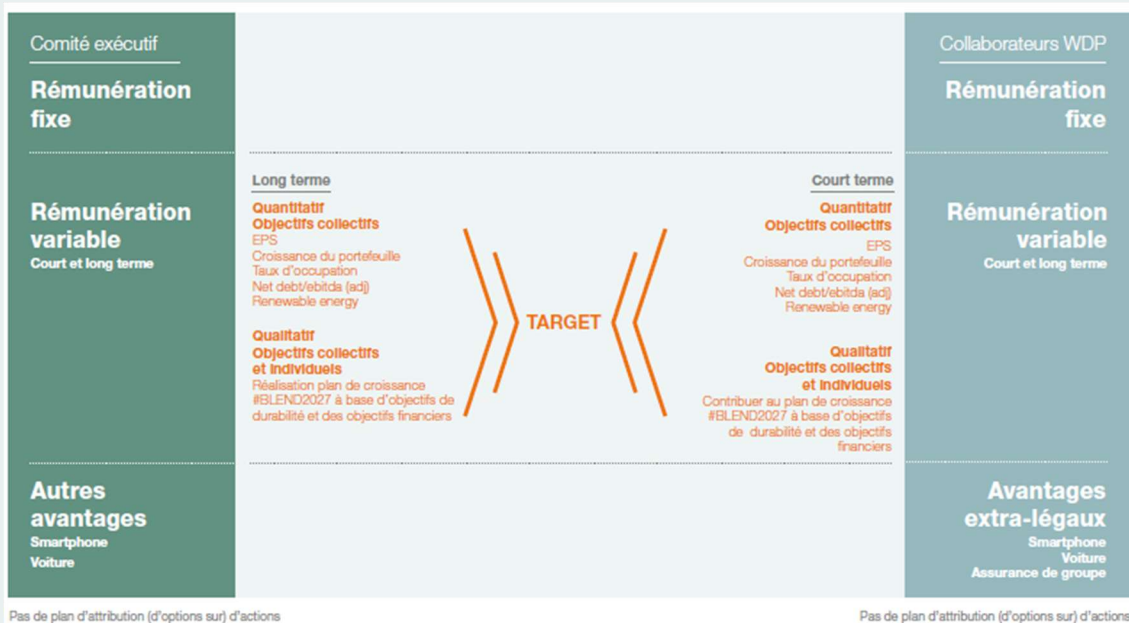 Comité exécutif
Rémunération
fixe
Rémunération
variable
Court et long terme
Autres
avantages
Smartphone
Voiture
Long terme
Quantitatif
Objectifs collectifs
EPS
Croissance du portefeuille
Taux d'occupation
Net debt/ebitda (adj)
Renewable energy
Qualitatif
Objectifs collectifs
et individuels
Réalisation plan de croissance
#BLEND2027 à base d'objectifs de
durabilité et des objectifs financiers
TARGET
Court terme
Quantitatif
Objectifs collectifs
EPS
Croissance du portefeuille
Taux d'occupation
Net debt/ebitda (adj)
Renewable energy
Qualitatif
Objectifs collectifs
et individuels
Contribuer au plan de croissance
#BLEND2027 à base d'objectifs
de durabilité et des objectifs
financiers
Collaborateurs WDP
Rémunération
fixe
Rémunération
variable
Court et long terme
Avantages
extra-légaux
Smartphone
Voiture
Assurance de groupe
Pas de plan d'attribution (d'options sur) d'actions
Pas de plan d'attribution (d'options sur) d'actions